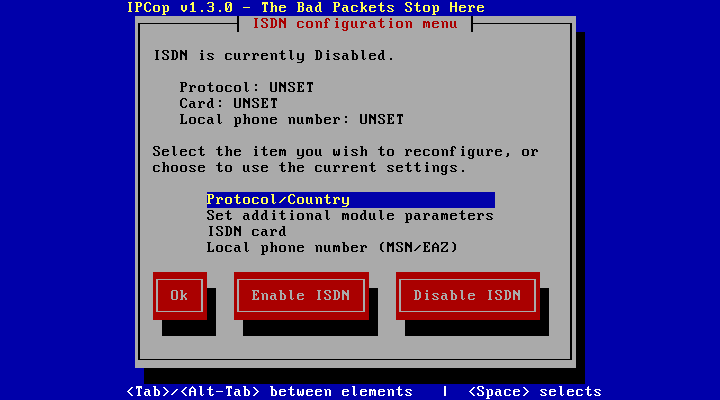 IPCop v1.3.0 - The Bad Packets Stop Here
ISDN configuration menu
ISDN is currently Disabled.
Protocol: UNSET
Card: UNSET
Local phone number: UNSET
Select the item you wish to reconfigure, or
choose to use the current settings.
Protocol/Country
Set additional module parameters
ISDN card
Local phone number (MSN/EAZ)
Ok Enable ISDN Disable ISDN
<Tab>/<Alt-Tab> between elements | <Space> selects